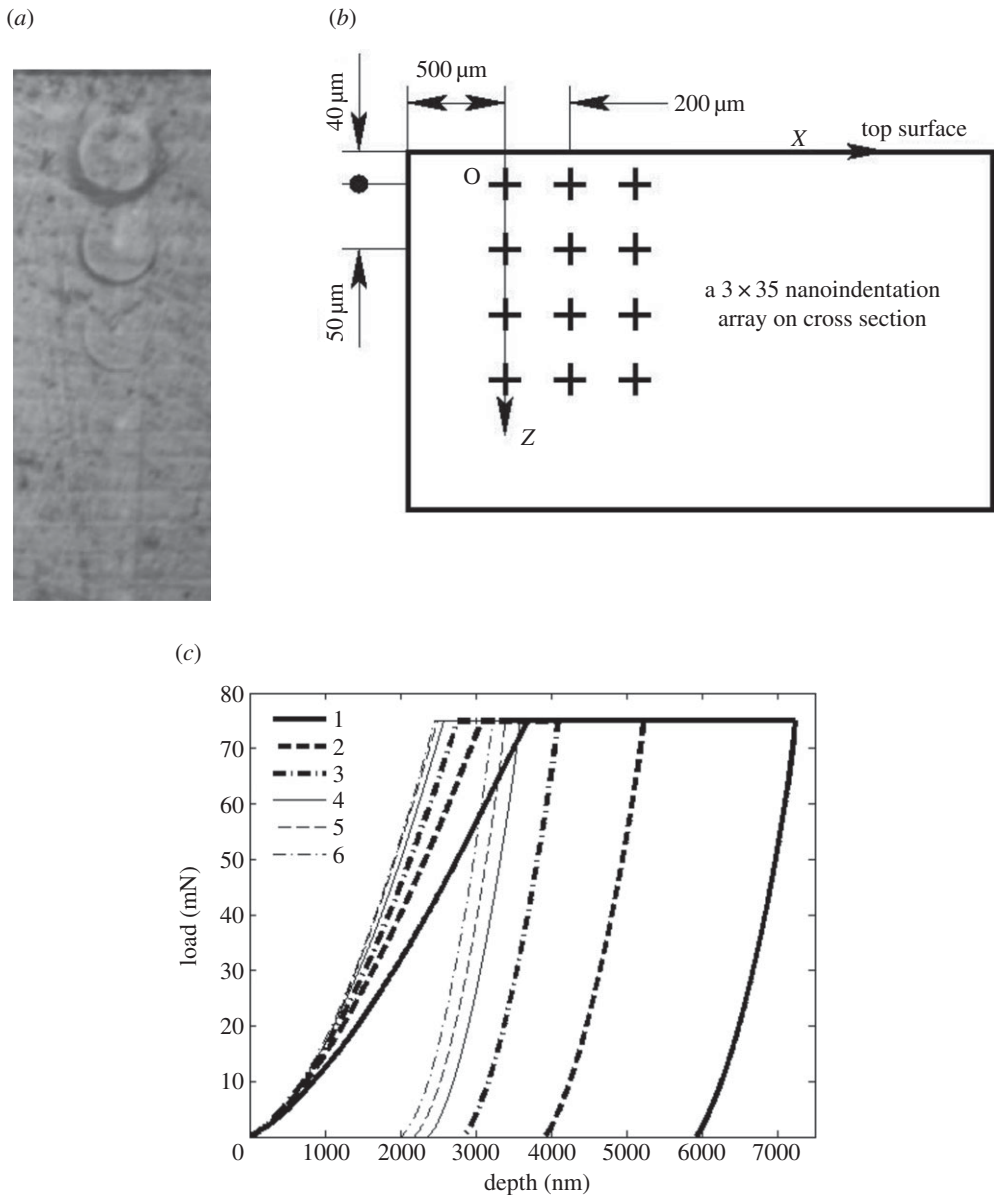 (a)
(b)
500 µm
40 µm
200 µm
X
top surface
O
50 µm
a 3 × 35 nanoindentation
array on cross section
Z
(c)
80
70
60
50
40
30
20
10
load (mN)
1
2
3
4
5
6
0
1000
2000
3000
4000
5000
6000
7000
depth (nm)